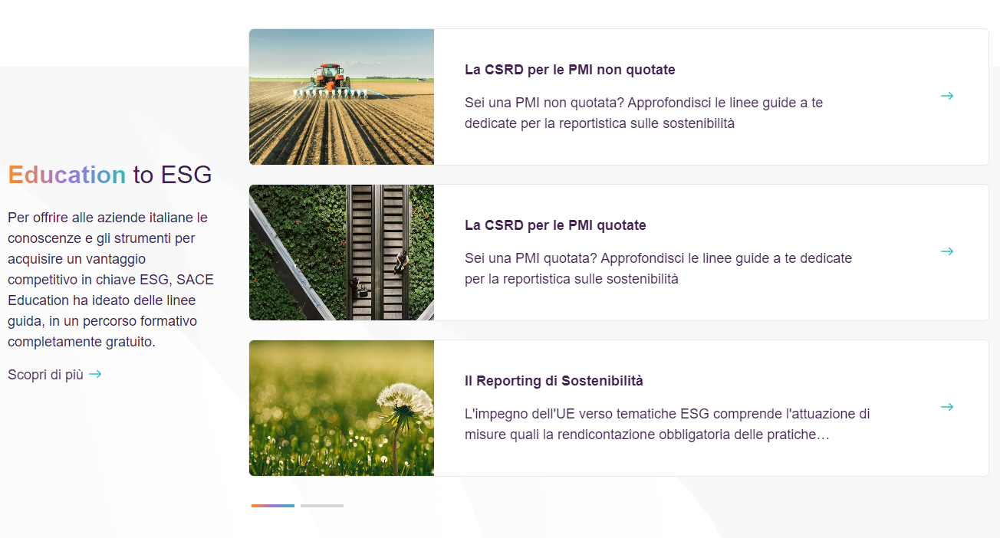 Education to ESG
Per offrire alle aziende italiane le
conoscenze e gli strumenti per
acquisire un vantaggio
competitivo in chiave ESG, SACE
Education ha ideato delle linee
guida, in un percorso formativo
completamente gratuito.
Scopri di più →
La CSRD per le PMI non quotate
Sei una PMI non quotata? Approfondisci le linee guide a te
dedicate per la reportistica sulle sostenibilità
La CSRD per le PMI quotate
Sei una PMI quotata? Approfondisci le linee guide a te dedicate
per la reportistica sulle sostenibilità
Il Reporting di Sostenibilità
L'impegno dell'UE verso tematiche ESG comprende l'attuazione di
misure quali la rendicontazione obbligatoria delle pratiche…